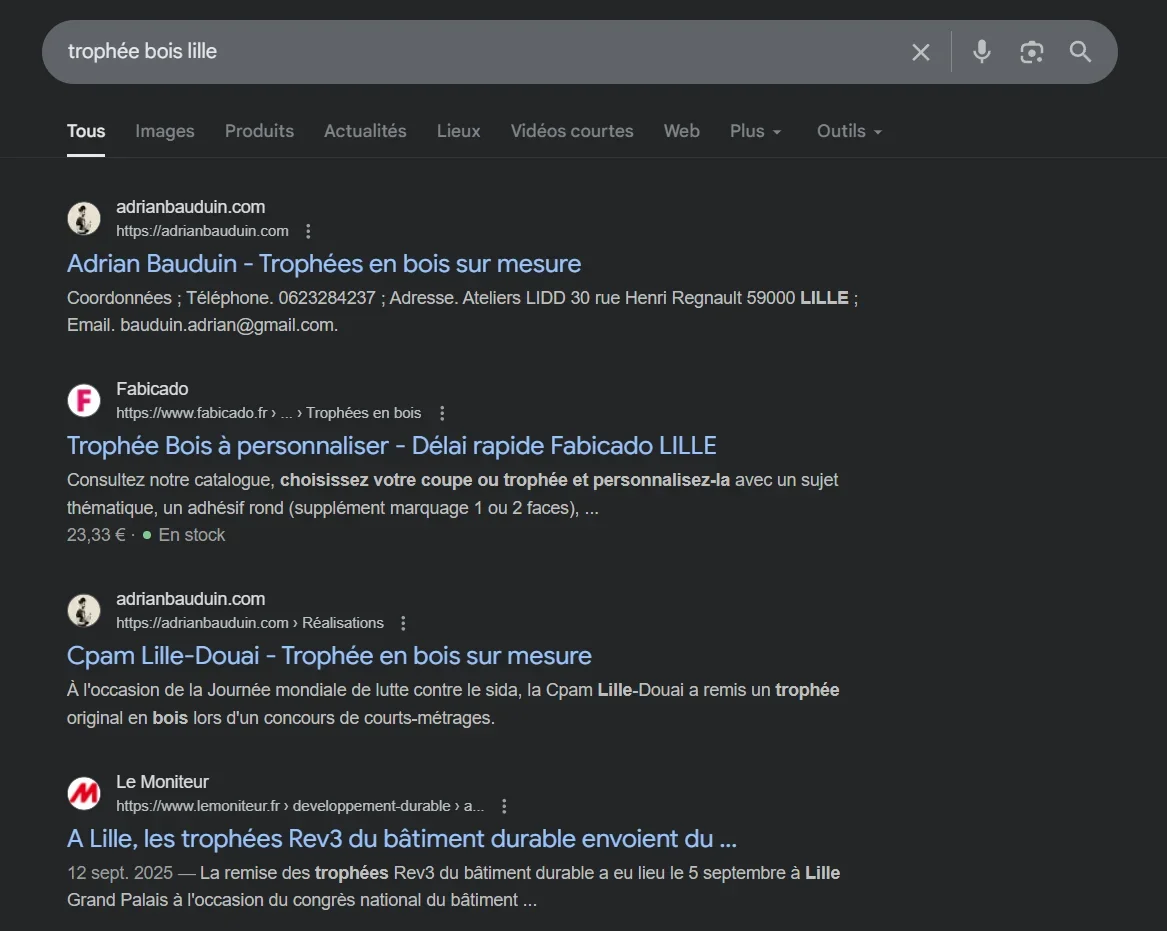 trophée bois lille
Tous Images Produits Actualités Lieux Vidéos courtes Web Plus Outils
adrianbauduin.com
https://adrianbauduin.com
Adrian Bauduin - Trophées en bois sur mesure
Coordonnées ; Téléphone. 0623284237 ; Adresse. Ateliers LIDD 30 rue Henri Regnault 59000 LILLE ;
Email. bauduin.adrian@gmail.com.
F
Fabicado
https://www.fabicado.fr › ... › Trophées en bois
Trophée Bois à personnaliser - Délai rapide Fabicado LILLE
Consultez notre catalogue, choisissez votre coupe ou trophée et personnalisez-la avec un sujet
thématique, un adhésif rond (supplément marquage 1 ou 2 faces), ...
23,33 € · En stock
adrianbauduin.com
https://adrianbauduin.com › Réalisations
Cpam Lille-Douai - Trophée en bois sur mesure
À l'occasion de la Journée mondiale de lutte contre le sida, la Cpam Lille-Douai a remis un trophée
original en bois lors d'un concours de courts-métrages.
M
Le Moniteur
https://www.lemoniteur.fr › developpement-durable › a...
A Lille, les trophées Rev3 du bâtiment durable envoient du ...
12 sept. 2025 — La remise des trophées Rev3 du bâtiment durable a eu lieu le 5 septembre à Lille
Grand Palais à l'occasion du congrès national du bâtiment ...